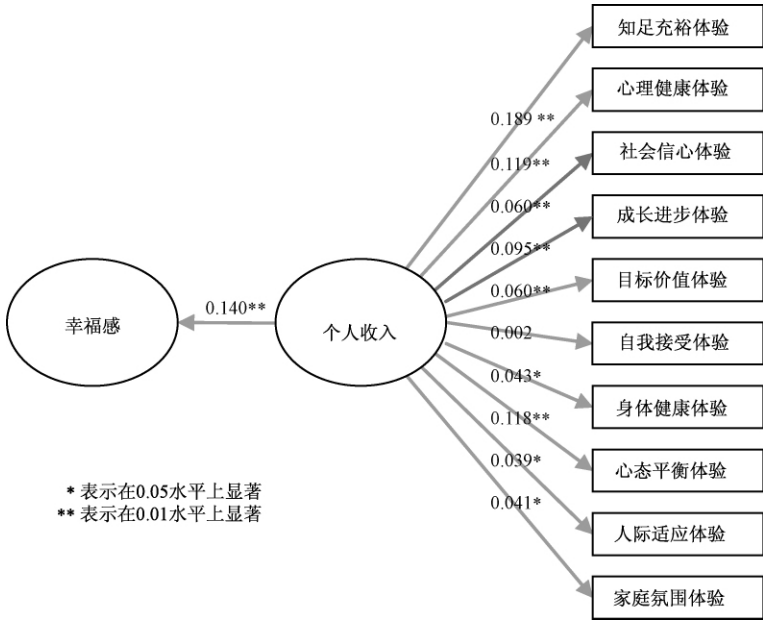 知足充裕体验
心理健康体验
0.189 **
社会信心体验
0.119**
0.060**
成长进步体验
0.095**
目标价值体验
0.060**
幸福感
0.140**
个人收入
0.002
自我接受体验
0.043*
身体健康体验
0.118**
心态平衡体验
0.039*
* 表示在0.05水平上显著
** 表示在0.01水平上显著
0.041*
人际适应体验
家庭氛围体验